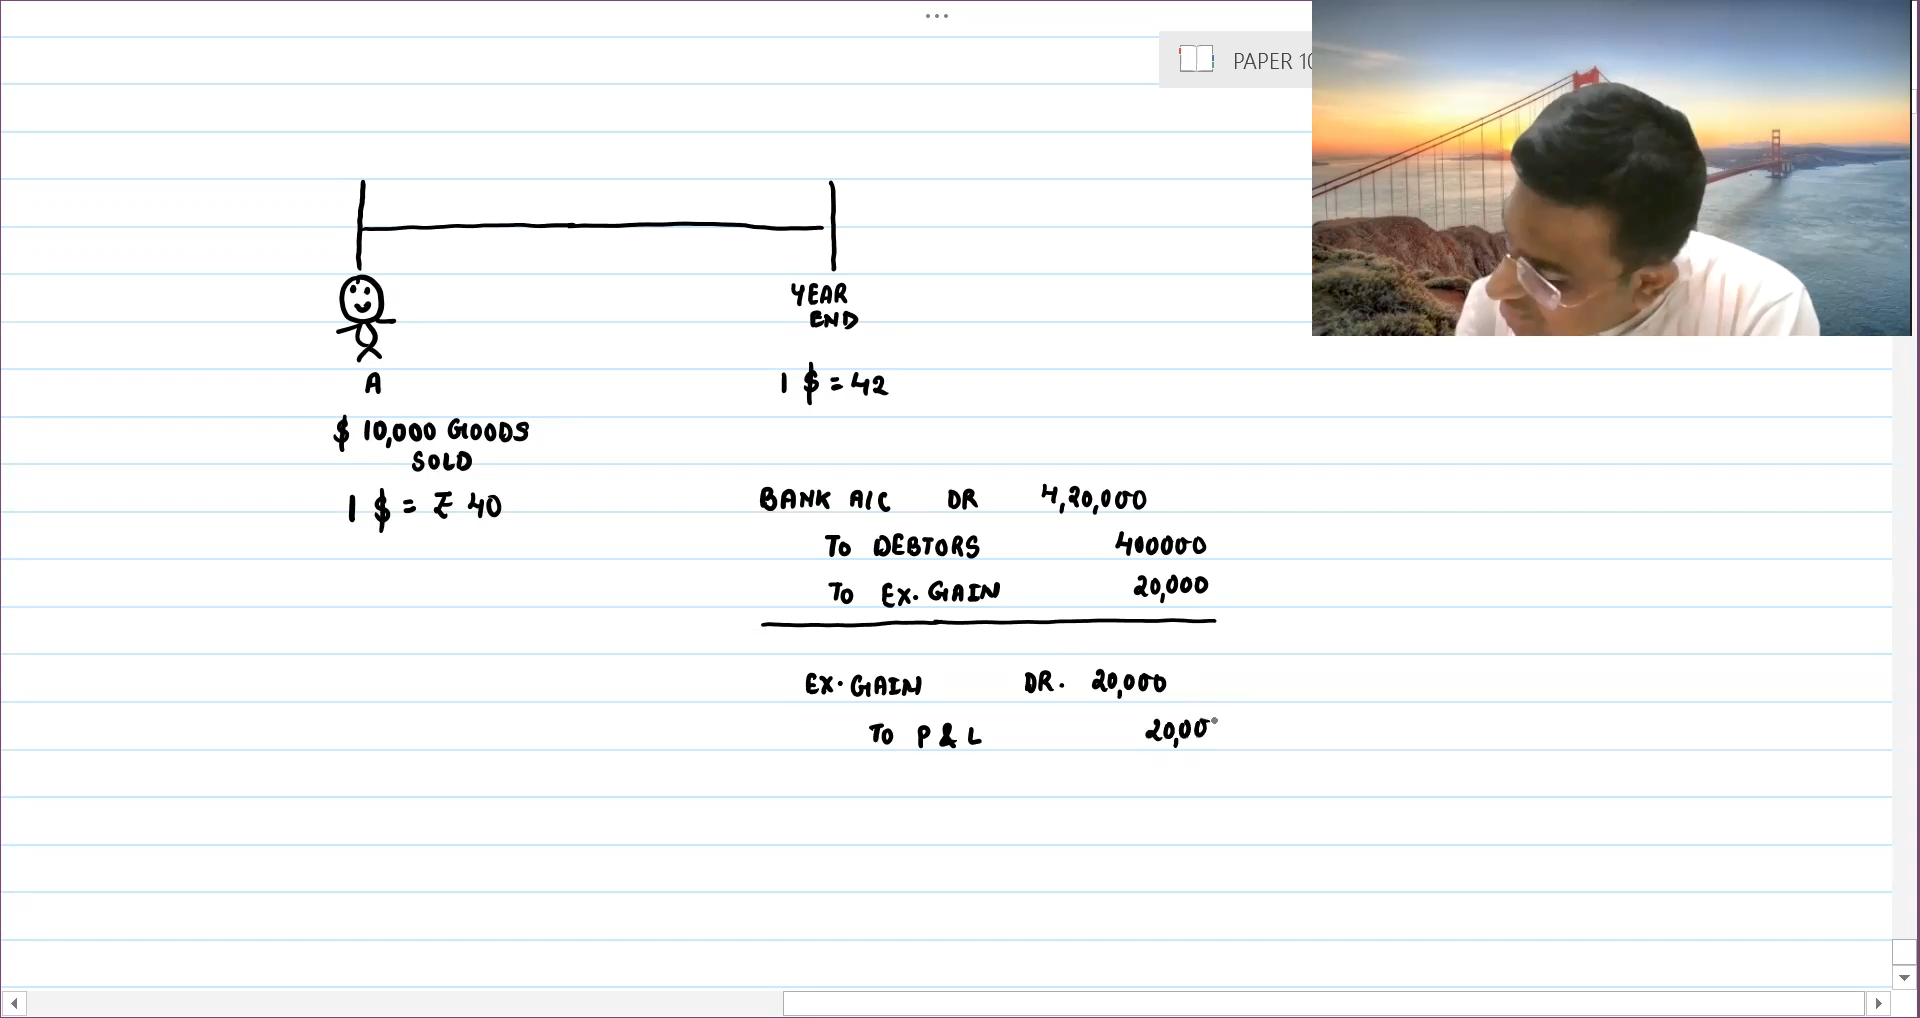 ...
PAPER 10
YEAR
END
A
1 $ = 42
$ 10,000 GOODS
SOLD
1 $ = ₹ 40
BANK A/C DR 4,20,000
TO DEBTORS 400000
TO EX. GAIN 20,000
EX. GAIN DR. 20,000
TO P & L 20,00